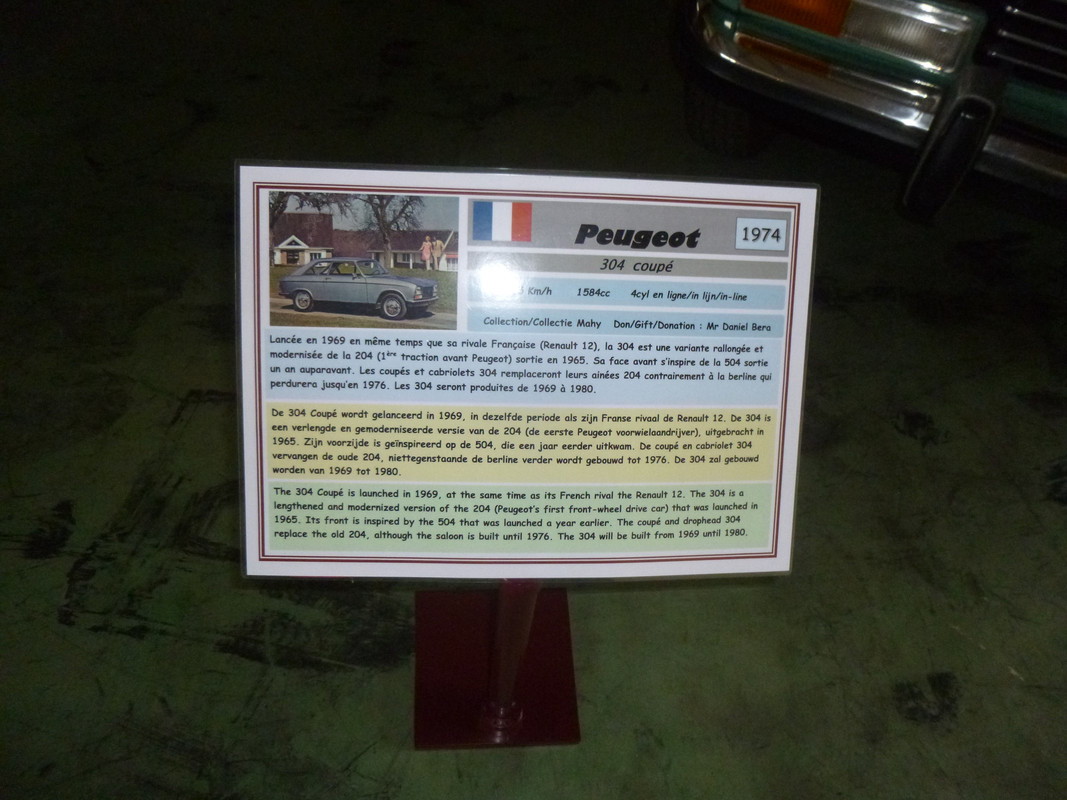 Peugeot
1974
304 coupé
Km/h 1584cc 4cyl en ligne/in lijn/in-line
Collection/Collectie Mahy Don/Gift/Donation : Mr Daniel Bera
Lancée en 1969 en même temps que sa rivale Française (Renault 12), la 304 est une variante rallongée et
modernisée de la 204 (1ère traction avant Peugeot) sortie en 1965. Sa face avant s'inspire de la 504 sortie
un an auparavant. Les coupés et cabriolets 304 remplaceront leurs ainées 204 contrairement à la berline qui
perdurera jusqu'en 1976. Les 304 seront produites de 1969 à 1980.
De 304 Coupé wordt gelanceerd in 1969, in dezelfde periode als zijn Franse rivaal de Renault 12. De 304 is
een verlengde en gemoderniseerde versie van de 204 (de eerste Peugeot voorwielaandrijver), uitgebracht in
1965. Zijn voorzijde is geïnspireerd op de 504, die een jaar eerder uitkwam. De coupé en cabriolet 304
vervangen de oude 204, niettegenstaande de berline verder wordt gebouwd tot 1976. De 304 zal gebouwd
worden van 1969 tot 1980.
The 304 Coupé is launched in 1969, at the same time as its French rival the Renault 12. The 304 is a
lengthened and modernized version of the 204 (Peugeot's first front-wheel drive car) that was launched in
1965. Its front is inspired by the 504 that was launched a year earlier. The coupé and drophead 304
replace the old 204, although the saloon is built until 1976. The 304 will be built from 1969 until 1980.